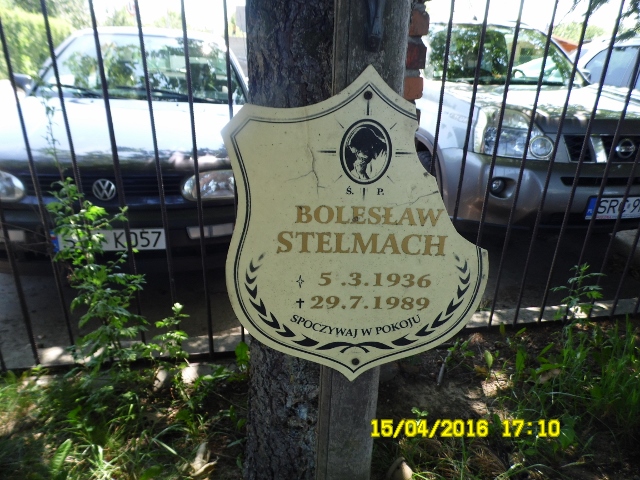 Ś. P.
BOLESŁAW
STELMACH
5 .3.1936
✝ 29.7.1989
SPOCZYWAJ W POKOJU
15/04/2016 17:10